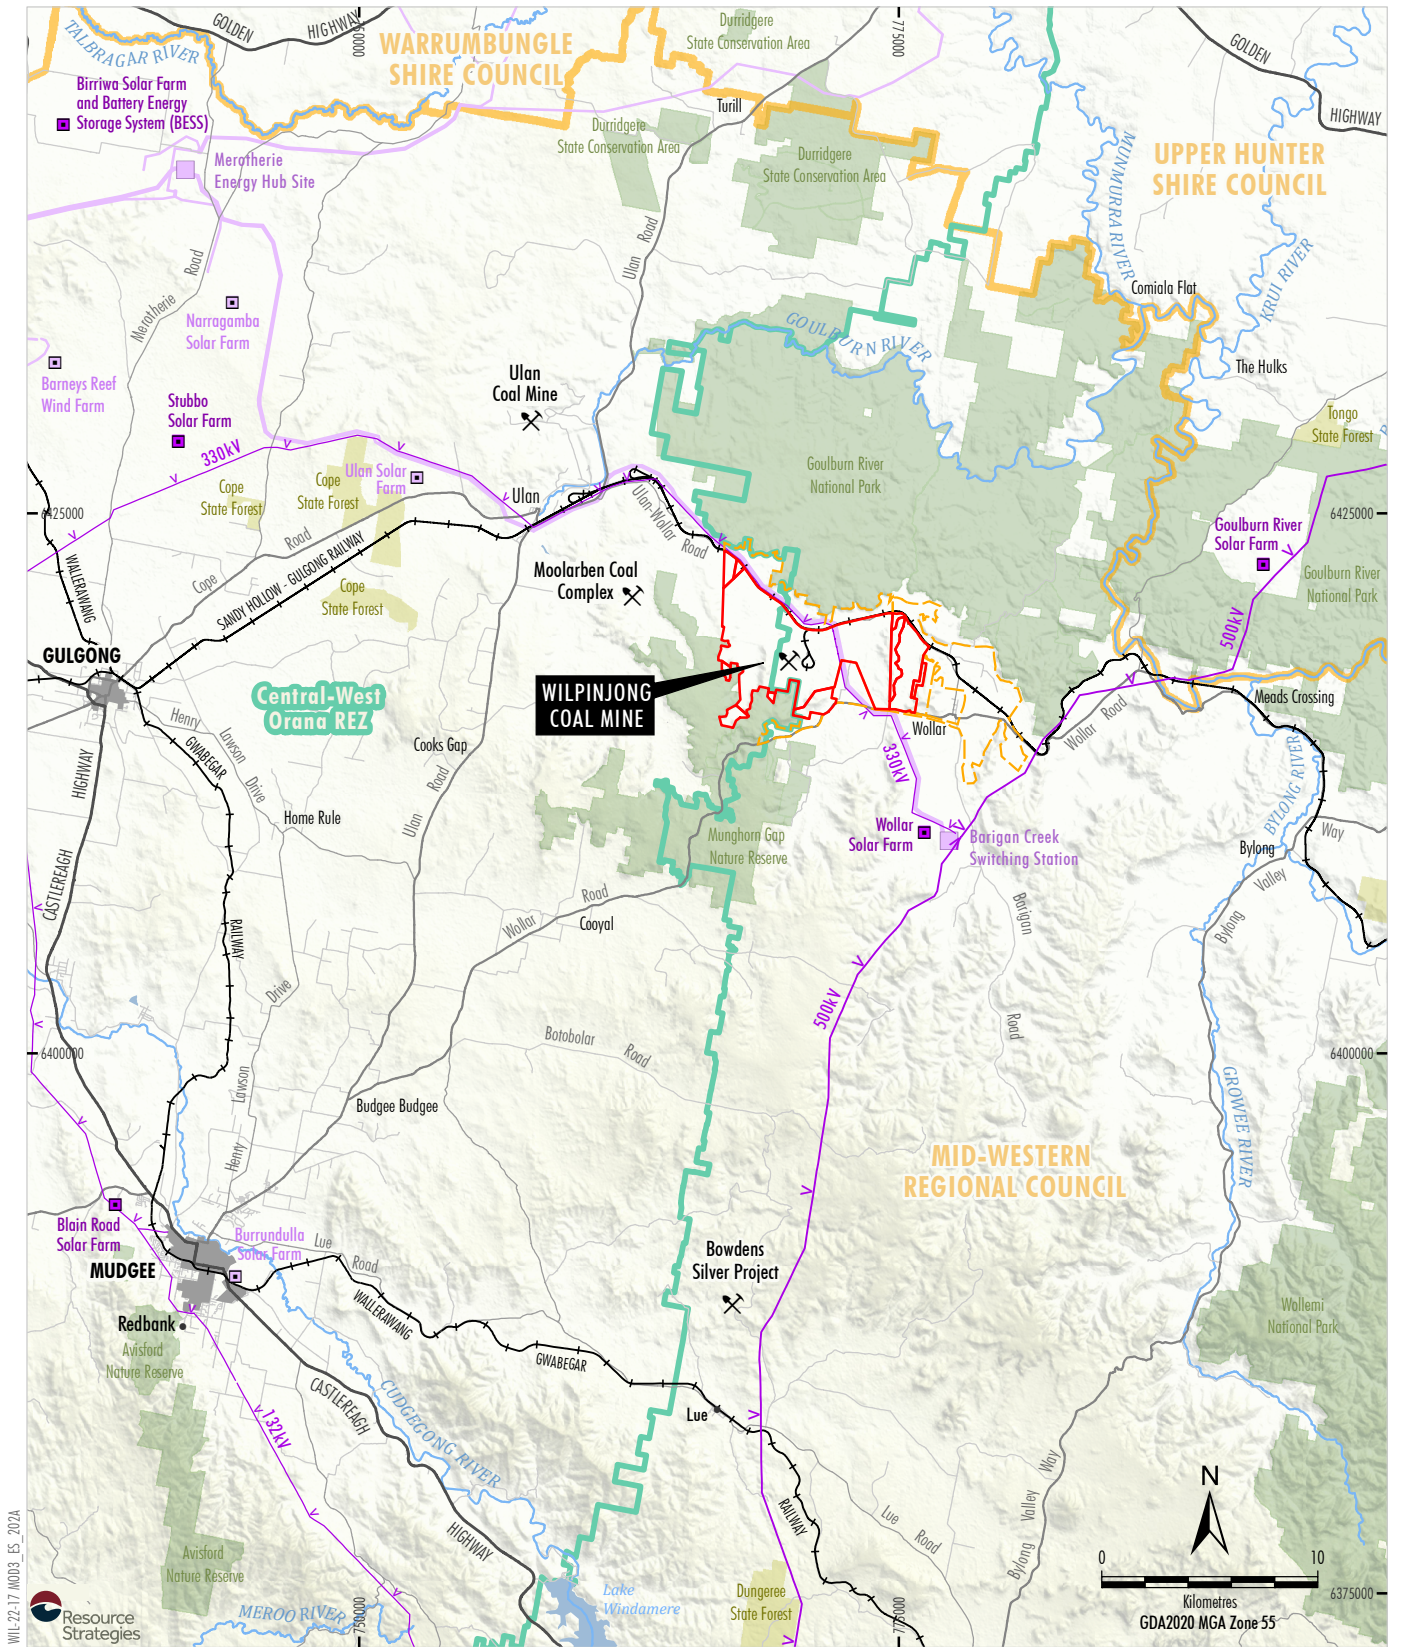 GOLDEN
HIGHWAY
TALBRAGAR RIVER
750000
775000
WARRUMBUNGLE
SHIRE COUNCIL
Durridgere
State Conservation Area
GOLDEN
HIGHWAY
Birriwa Solar Farm
and Battery Energy
Storage System (BESS)
Turill
Durridgere
State Conservation Area
Durridgere
State Conservation Area
MUNMURRA RIVER
UPPER HUNTER
SHIRE COUNCIL
Merotherie
Energy Hub Site
Merotherie
Road
Ulan
Road
KRUI RIVER
Comiala Flat
Narragamba
Solar Farm
GOULBURN RIVER
Barneys Reef
Wind Farm
Ulan
Coal Mine
The Hulks
Stubbo
Solar Farm
Tongo
State Forest
330kV
Ulan Solar
Farm
Goulburn River
National Park
Cope
State Forest
Cope
State Forest
Ulan
Ulan-Wollar
Road
6425000
6425000
Goulburn River
Solar Farm
Road
Cope
SANDY HOLLOW - GULGONG RAILWAY
WALLERAWANG
Moolarben Coal
Complex
Cope
State Forest
Goulburn River
National Park
500kV
GULGONG
Central-West
Orana REZ
WILPINJONG
COAL MINE
Meads Crossing
Wollar Road
Wollar
Henry
Lawson
Drive
GWABEGAR
Cooks Gap
HIGHWAY
330kV
BYLONG RIVER
Ulan
Road
Home Rule
Wollar
Solar Farm
Barigan Creek
Switching Station
Munghorn Gap
Nature Reserve
Way
Bylong
Valley
Bylong
CASTLEREAGH
RAILWAY
Wollar
Road
Cooyal
Barigan
Road
Drive
500kV
Botobolar
Road
6400000
6400000
Lawson
Henry
Budgee Budgee
GROWEE RIVER
MID-WESTERN
REGIONAL COUNCIL
Blain Road
Solar Farm
Burrundulla
Solar Farm
Lue
Road
MUDGEE
Bowdens
Silver Project
WALLERAWANG
Wollemi
National Park
Redbank
Avisford
Nature Reserve
GWABEGAR
CASTLEREAGH
CUDGEGONG RIVER
Lue
132kV
Way
Valley
Bylong
N
HIGHWAY
RAILWAY
Lue
Road
Avisford
Nature Reserve
0
10
Kilometres
GDA2020 MGA Zone 55
Dungeree
State Forest
Lake
Windamere
6375000
MEROO RIVER
750000
775000
Resource
Strategies
WIL-22-17 MOD3_ES_202A